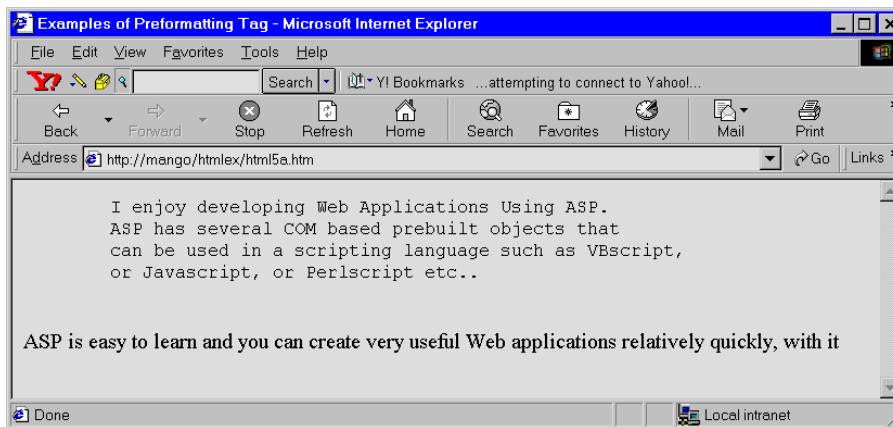 Examples of Preformatting Tag - Microsoft Internet Explorer
File Edit View Favorites Tools Help
Y! Search Y! Bookmarks ...attempting to connect to Yahoo!...
Back Forward Stop Refresh Home Search Favorites History Mail Print
Address http://mango/htmlex/html5a.htm Go Links
I enjoy developing Web Applications Using ASP.
ASP has several COM based prebuilt objects that
can be used in a scripting language such as VBscript,
or Javascript, or Perlscript etc..
ASP is easy to learn and you can create very useful Web applications relatively quickly, with it
Done Local intranet